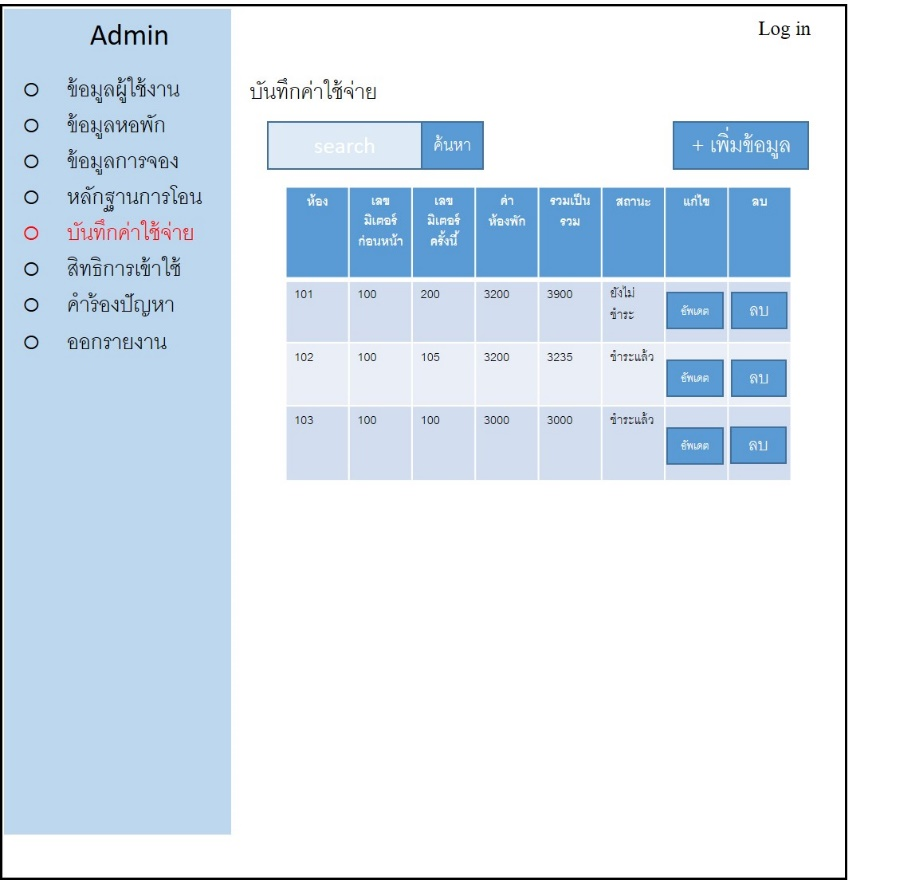 Admin
Log in
ข้อมูลผู้ใช้งาน
ข้อมูลหอพัก
ข้อมูลการจอง
หลักฐานการโอน
บันทึกค่าใช้จ่าย
สิทธิการเข้าใช้
คำร้องปัญหา
ออกรายงาน
บันทึกค่าใช้จ่าย
search ค้นหา + เพิ่มข้อมูล
ห้อง เลข เลข ค่า รวมเป็น สถานะ แก้ไข ลบ
มิเตอร์ มิเตอร์ ห้องพัก รวม
ก่อนหน้า ครั้งนี้
101 100 200 3200 3900 ยังไม่
ชำระ อัพเดต ลบ
102 100 105 3200 3235 ชำระแล้ว
อัพเดต ลบ
103 100 100 3000 3000 ชำระแล้ว
อัพเดต ลบ